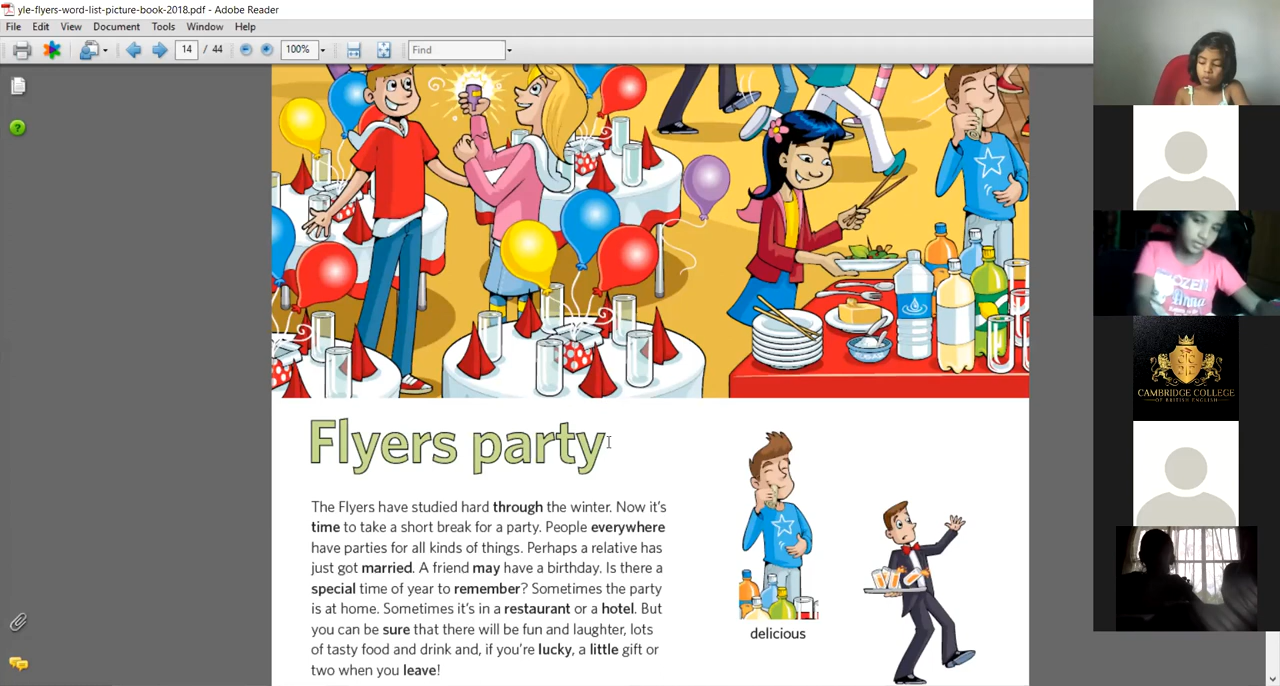 yle-flyers-word-list-picture-book-2018.pdf - Adobe Reader
File Edit View Document Tools Window Help
14 / 44 100% Find
Flyers party
The Flyers have studied hard through the winter. Now it's
time to take a short break for a party. People everywhere
have parties for all kinds of things. Perhaps a relative has
just got married. A friend may have a birthday. Is there a
special time of year to remember? Sometimes the party
is at home. Sometimes it's in a restaurant or a hotel. But
you can be sure that there will be fun and laughter, lots
of tasty food and drink and, if you're lucky, a little gift or
two when you leave!
delicious
FROZEN
Anna
CAMBRIDGE COLLEGE
OF BRITISH ENGLISH